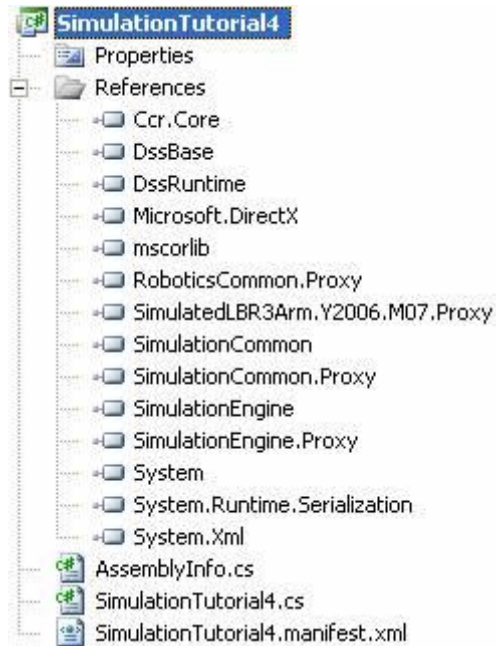 SimulationTutorial4
Properties
References
Ccr.Core
DssBase
DssRuntime
Microsoft.DirectX
mscorlib
RoboticsCommon.Proxy
SimulatedLBR3Arm.Y2006.M07.Proxy
SimulationCommon
SimulationCommon.Proxy
SimulationEngine
SimulationEngine.Proxy
System
System.Runtime.Serialization
System.Xml
AssemblyInfo.cs
SimulationTutorial4.cs
SimulationTutorial4.manifest.xml